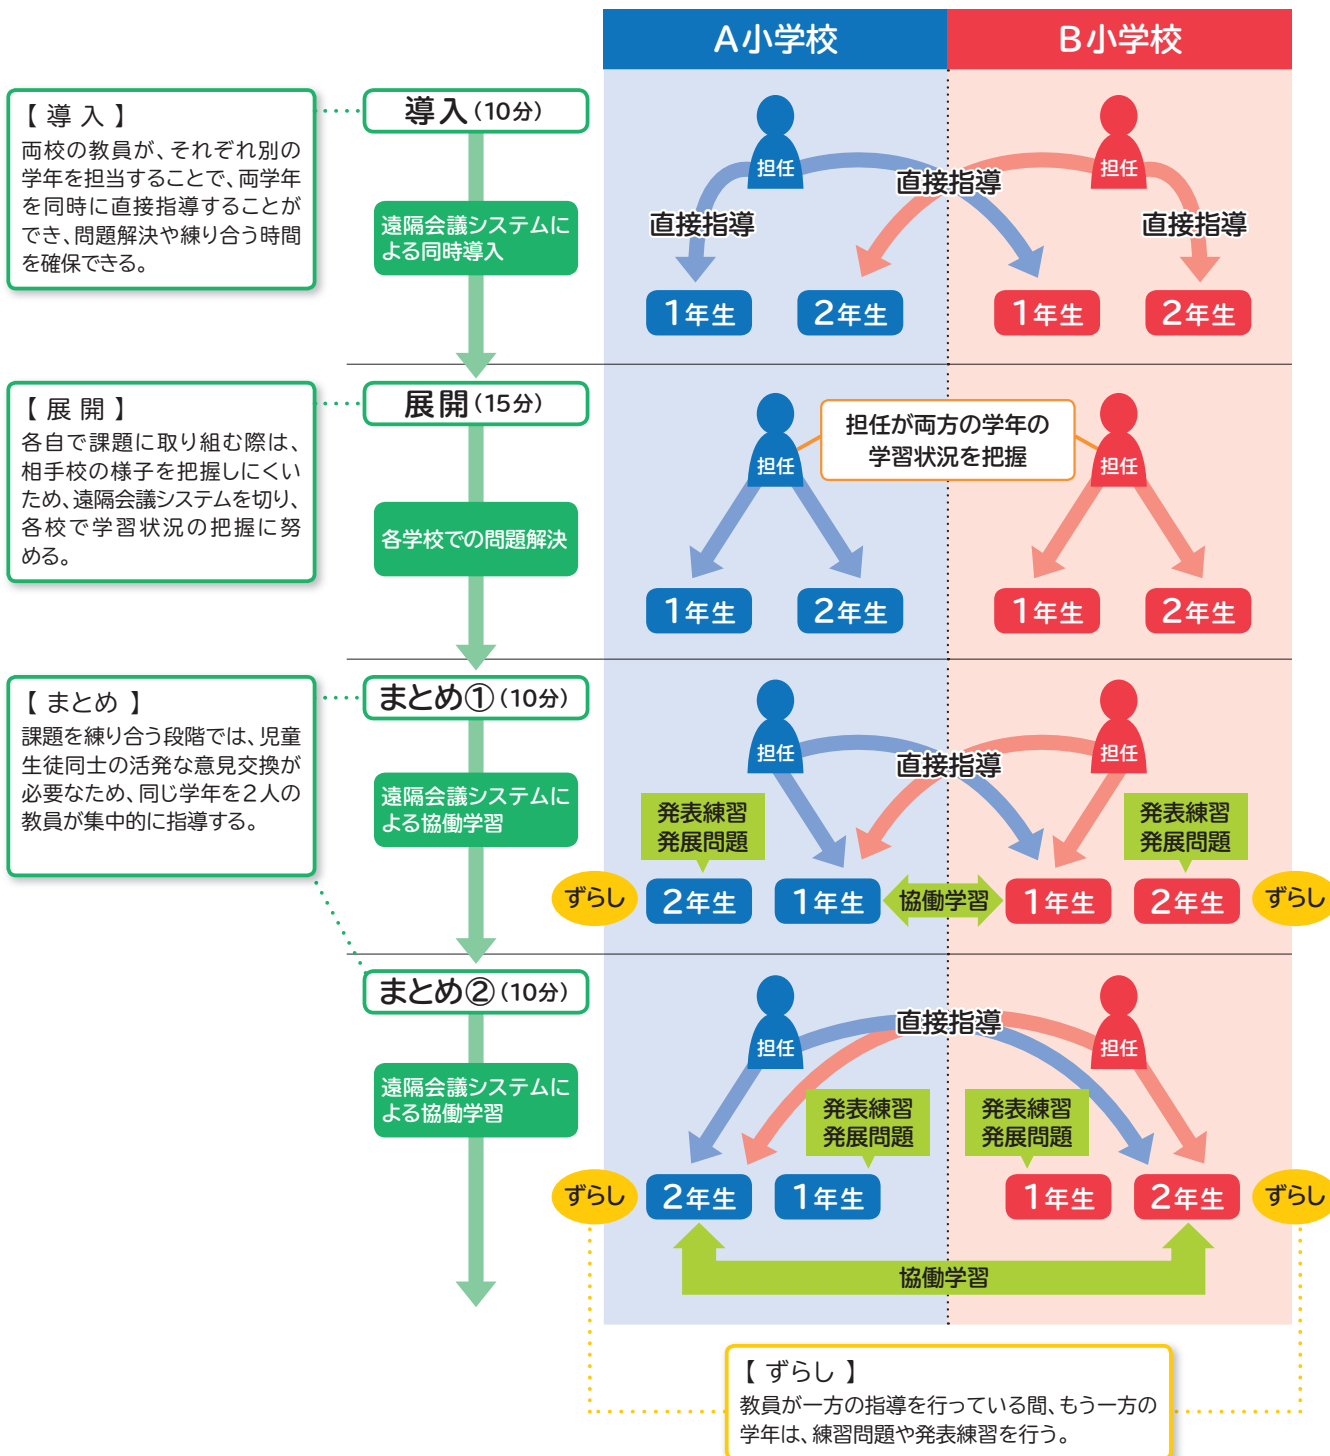 A小学校
B小学校
【 導 入 】
両校の教員が、それぞれ別の
学年を担当することで、両学年
を同時に直接指導することが
でき、問題解決や練り合う時間
を確保できる。
導入(10分)
遠隔会議システムに
よる同時導入
担任
担任
直接指導
直接指導
直接指導
1年生
2年生
1年生
2年生
【 展 開 】
各自で課題に取り組む際は、
相手校の様子を把握しにくい
ため、遠隔会議システムを切り、
各校で学習状況の把握に努
める。
展開(15分)
各学校での問題解決
担任
担任が両方の学年の
学習状況を把握
担任
1年生
2年生
1年生
2年生
【 まとめ 】
課題を練り合う段階では、児童
生徒同士の活発な意見交換が
必要なため、同じ学年を2人の
教員が集中的に指導する。
まとめ①(10分)
遠隔会議システムに
よる協働学習
担任
直接指導
担任
発表練習
発展問題
発表練習
発展問題
ずらし
2年生
1年生
協働学習
1年生
2年生
ずらし
まとめ②(10分)
遠隔会議システムに
よる協働学習
担任
直接指導
担任
発表練習
発展問題
発表練習
発展問題
ずらし
2年生
1年生
1年生
2年生
ずらし
協働学習
【 ずらし 】
教員が一方の指導を行っている間、もう一方の
学年は、練習問題や発表練習を行う。